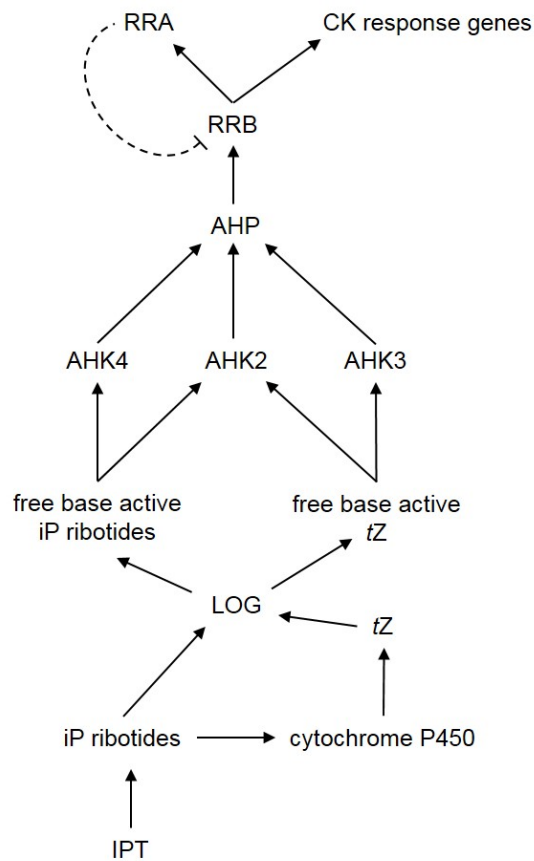 RRA
CK response genes
RRB
AHP
AHK4
AHK2
AHK3
free base active
iP ribotides
free base active
tZ
LOG
tZ
iP ribotides
cytochrome P450
IPT